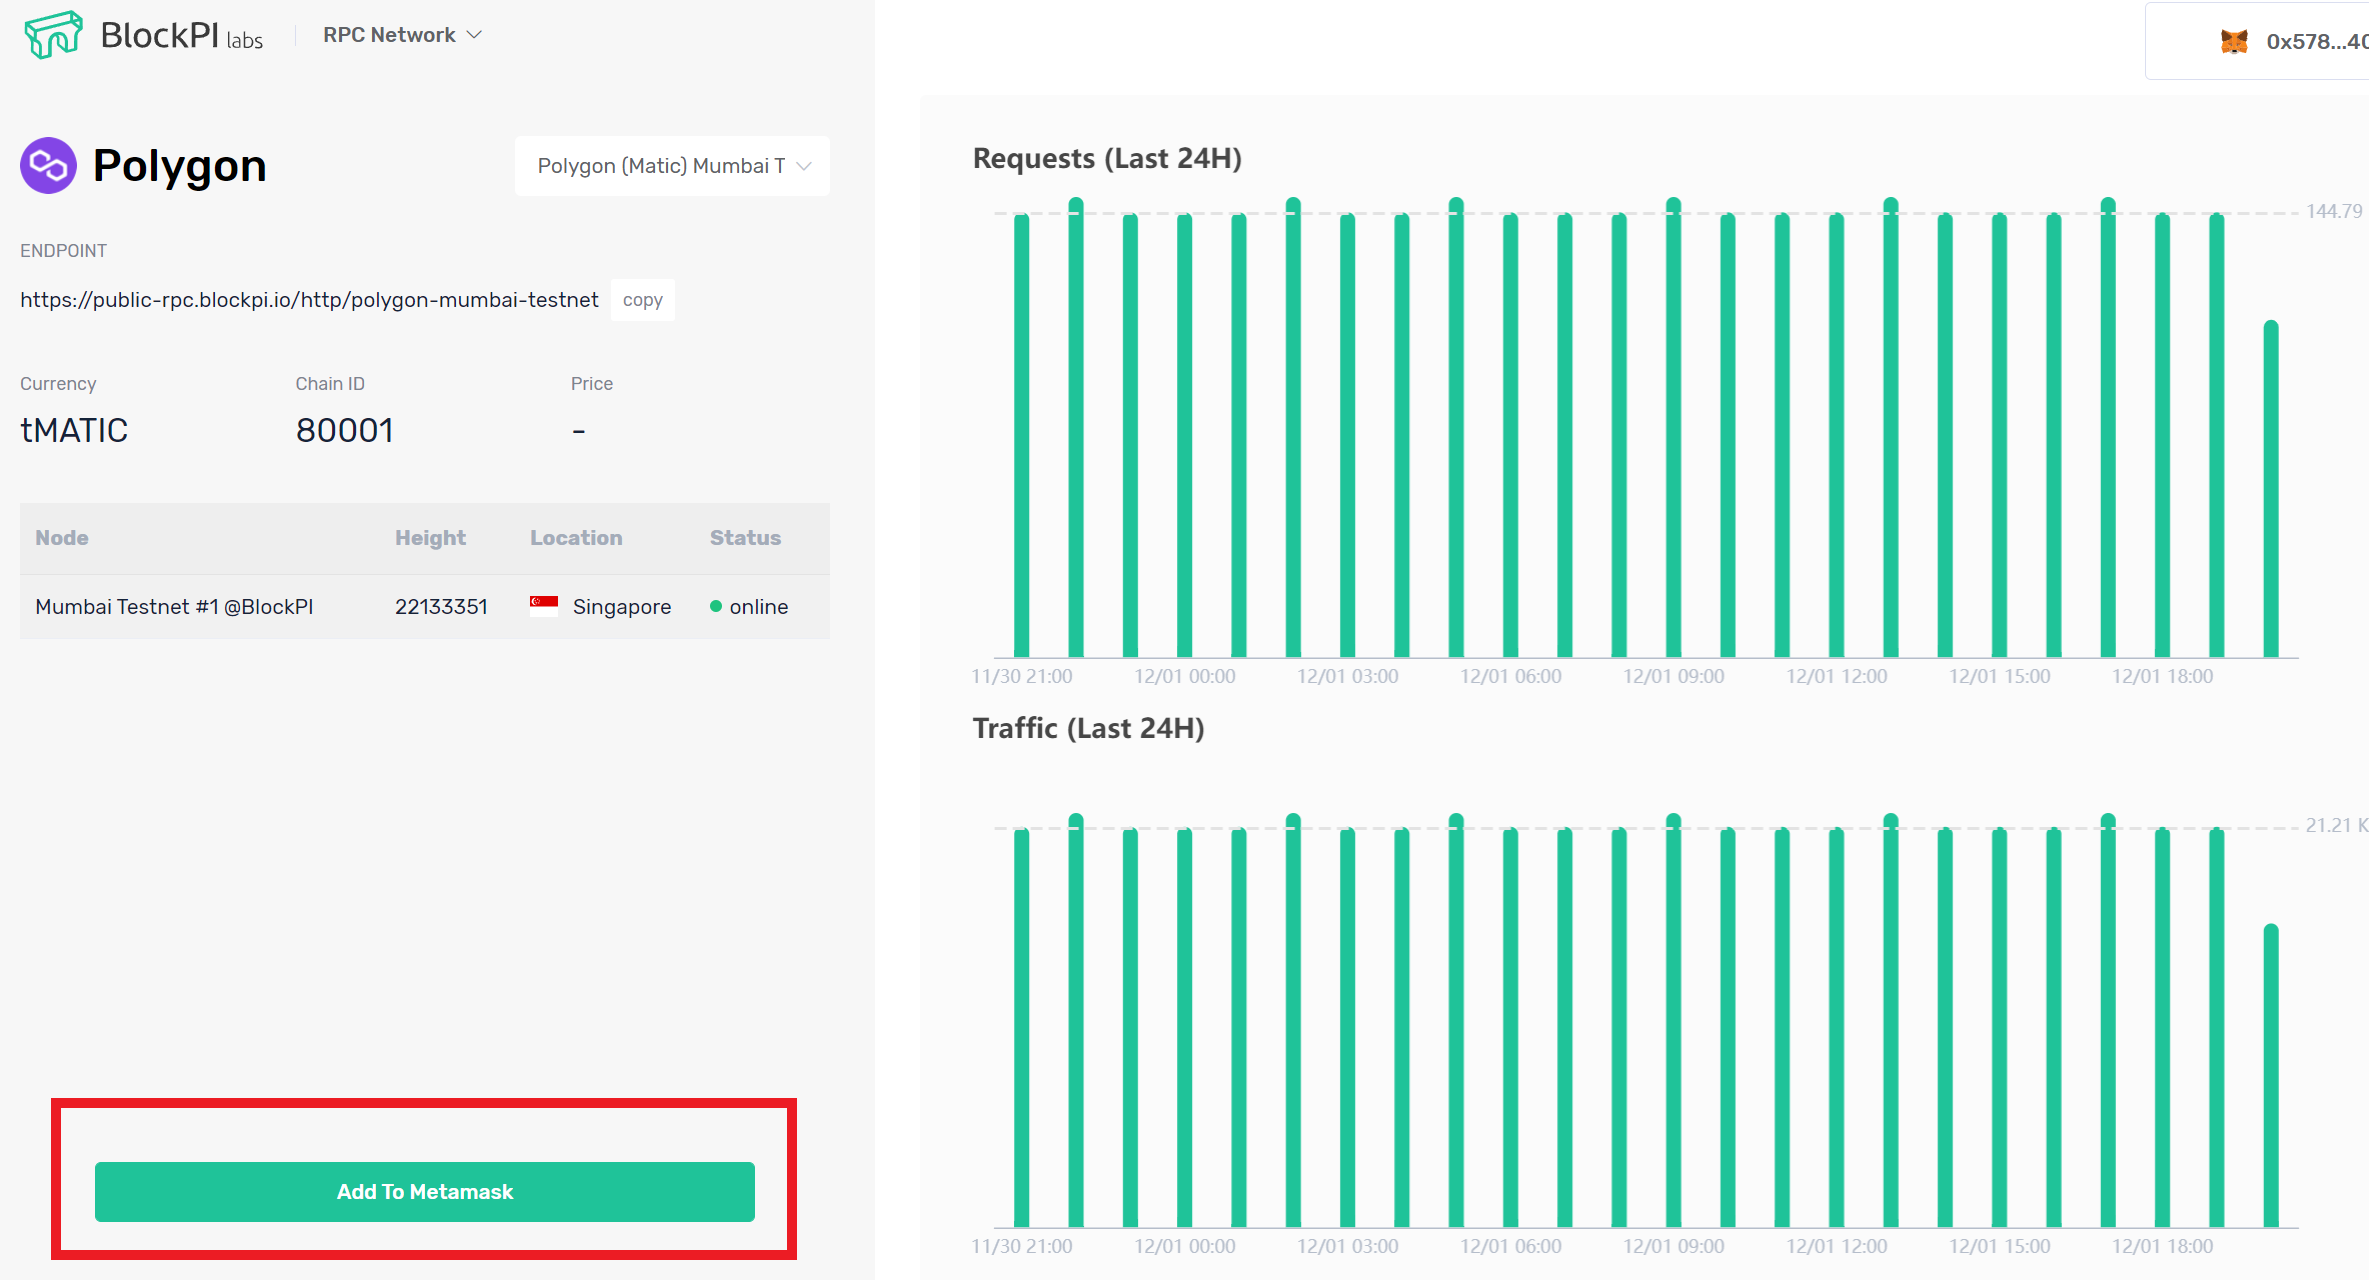 BlockPI labs
RPC Network
0x578...40
Polygon
Polygon (Matic) Mumbai T
ENDPOINT
https://public-rpc.blockpi.io/http/polygon-mumbai-testnet copy
Currency Chain ID Price
tMATIC 80001 -
Node Height Location Status
Mumbai Testnet #1 @BlockPI 22133351 Singapore online
Add To Metamask
Requests (Last 24H)
144.79
11/30 21:00 12/01 00:00 12/01 03:00 12/01 06:00 12/01 09:00 12/01 12:00 12/01 15:00 12/01 18:00
Traffic (Last 24H)
21.21 K
11/30 21:00 12/01 00:00 12/01 03:00 12/01 06:00 12/01 09:00 12/01 12:00 12/01 15:00 12/01 18:00